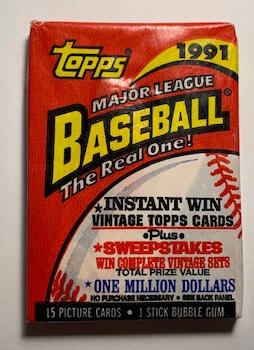 Topps 1991
MAJOR LEAGUE
BASEBALL®
The Real One!
★INSTANT WIN
VINTAGE TOPPS CARDS
•Plus•
★SWEEPSTAKES
WIN COMPLETE VINTAGE SETS
TOTAL PRIZE VALUE
★ONE MILLION DOLLARS
NO PURCHASE NECESSARY • SEE BACK PANEL
15 PICTURE CARDS • 1 STICK BUBBLE GUM